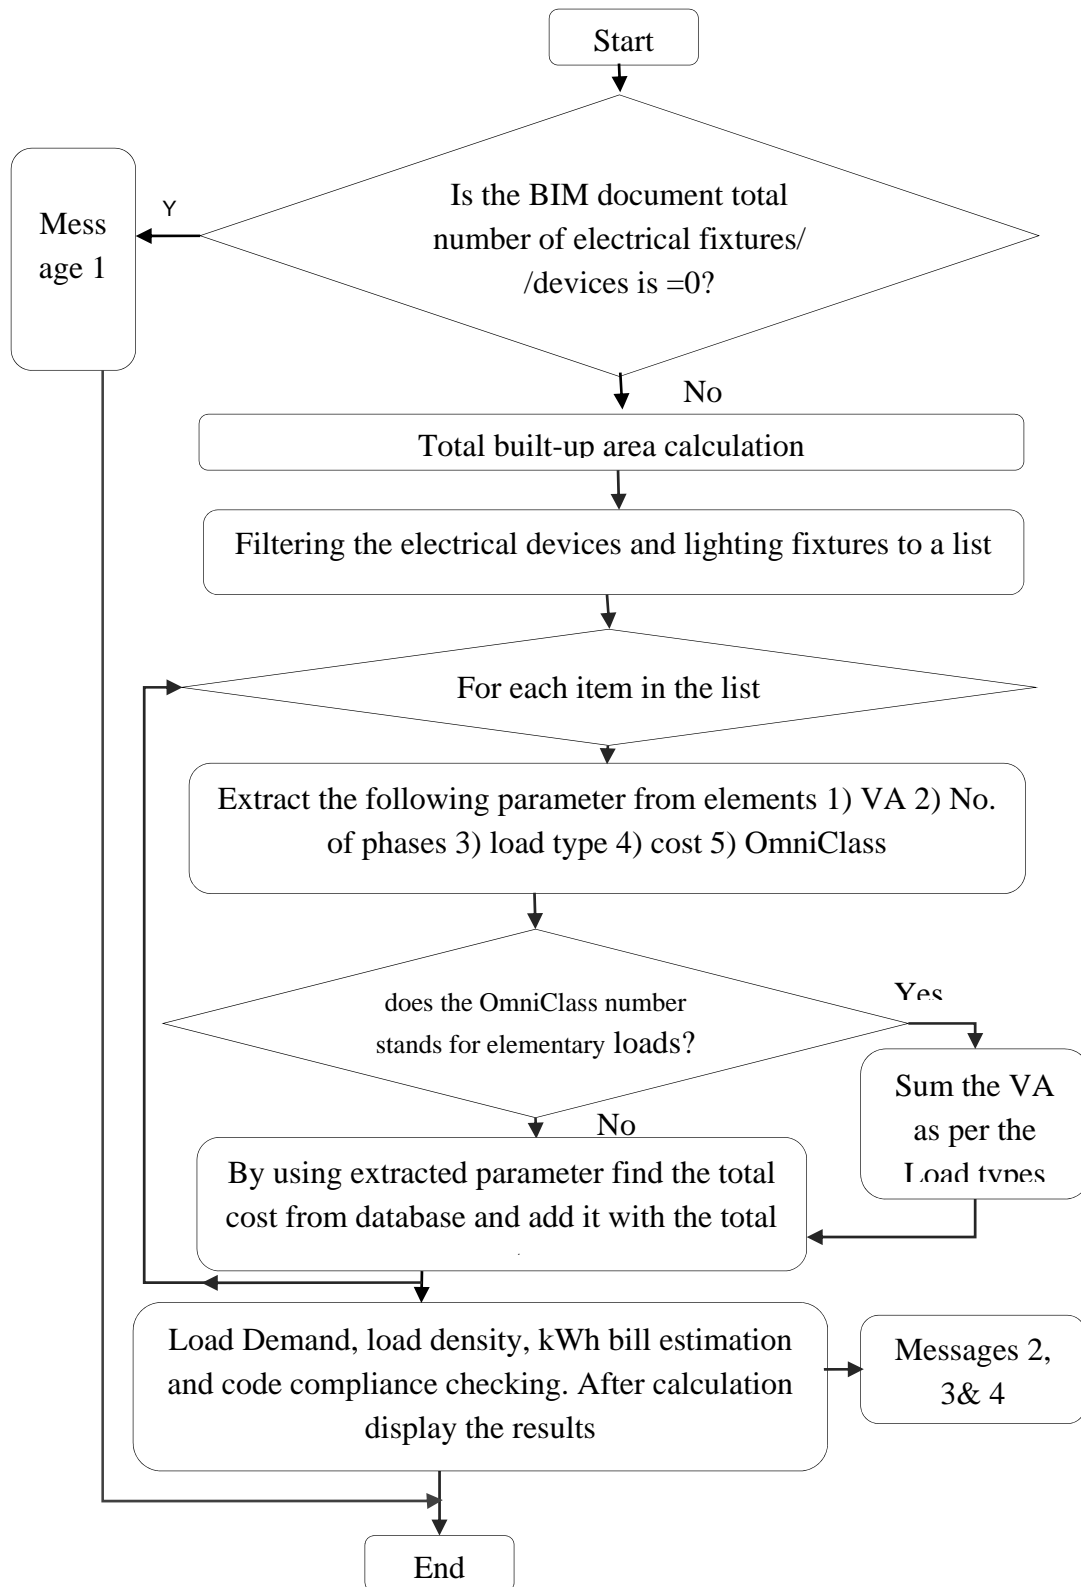 Start
Is the BIM document total
number of electrical fixtures/
/devices is =0?
Y
Mess
age 1
No
Total built-up area calculation
Filtering the electrical devices and lighting fixtures to a list
For each item in the list
Extract the following parameter from elements 1) VA 2) No.
of phases 3) load type 4) cost 5) OmniClass
does the OmniClass number
stands for elementary loads?
Yes
Sum the VA
as per the
Load types
No
By using extracted parameter find the total
cost from database and add it with the total
Load Demand, load density, kWh bill estimation
and code compliance checking. After calculation
display the results
Messages 2,
3& 4
End